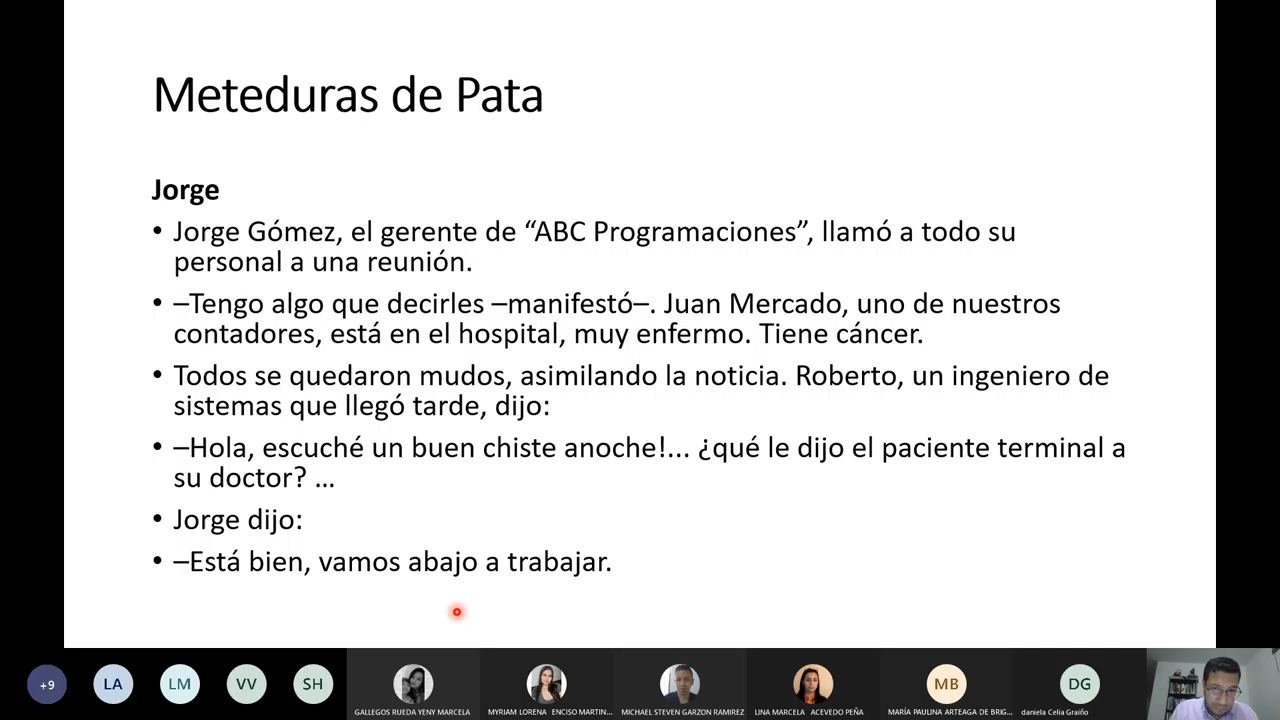 Meteduras de Pata
Jorge
• Jorge Gómez, el gerente de “ABC Programaciones”, llamó a todo su
personal a una reunión.
• –Tengo algo que decirles –manifestó–. Juan Mercado, uno de nuestros
contadores, está en el hospital, muy enfermo. Tiene cáncer.
• Todos se quedaron mudos, asimilando la noticia. Roberto, un ingeniero de
sistemas que llegó tarde, dijo:
• –Hola, escuché un buen chiste anoche!... ¿qué le dijo el paciente terminal a
su doctor? ...
• Jorge dijo:
• –Está bien, vamos abajo a trabajar.
+9 LA LM VV SH MB DG
GALLEGOS RUEDA YENY MARCELA MYRIAM LORENA ENCISO MARTIN... MICHAEL STEVEN GARZON RAMIREZ LINA MARCELA ACEVEDO PEÑA MARÍA PAULINA ARTEAGA DE BRIG... daniela Celia Graiño